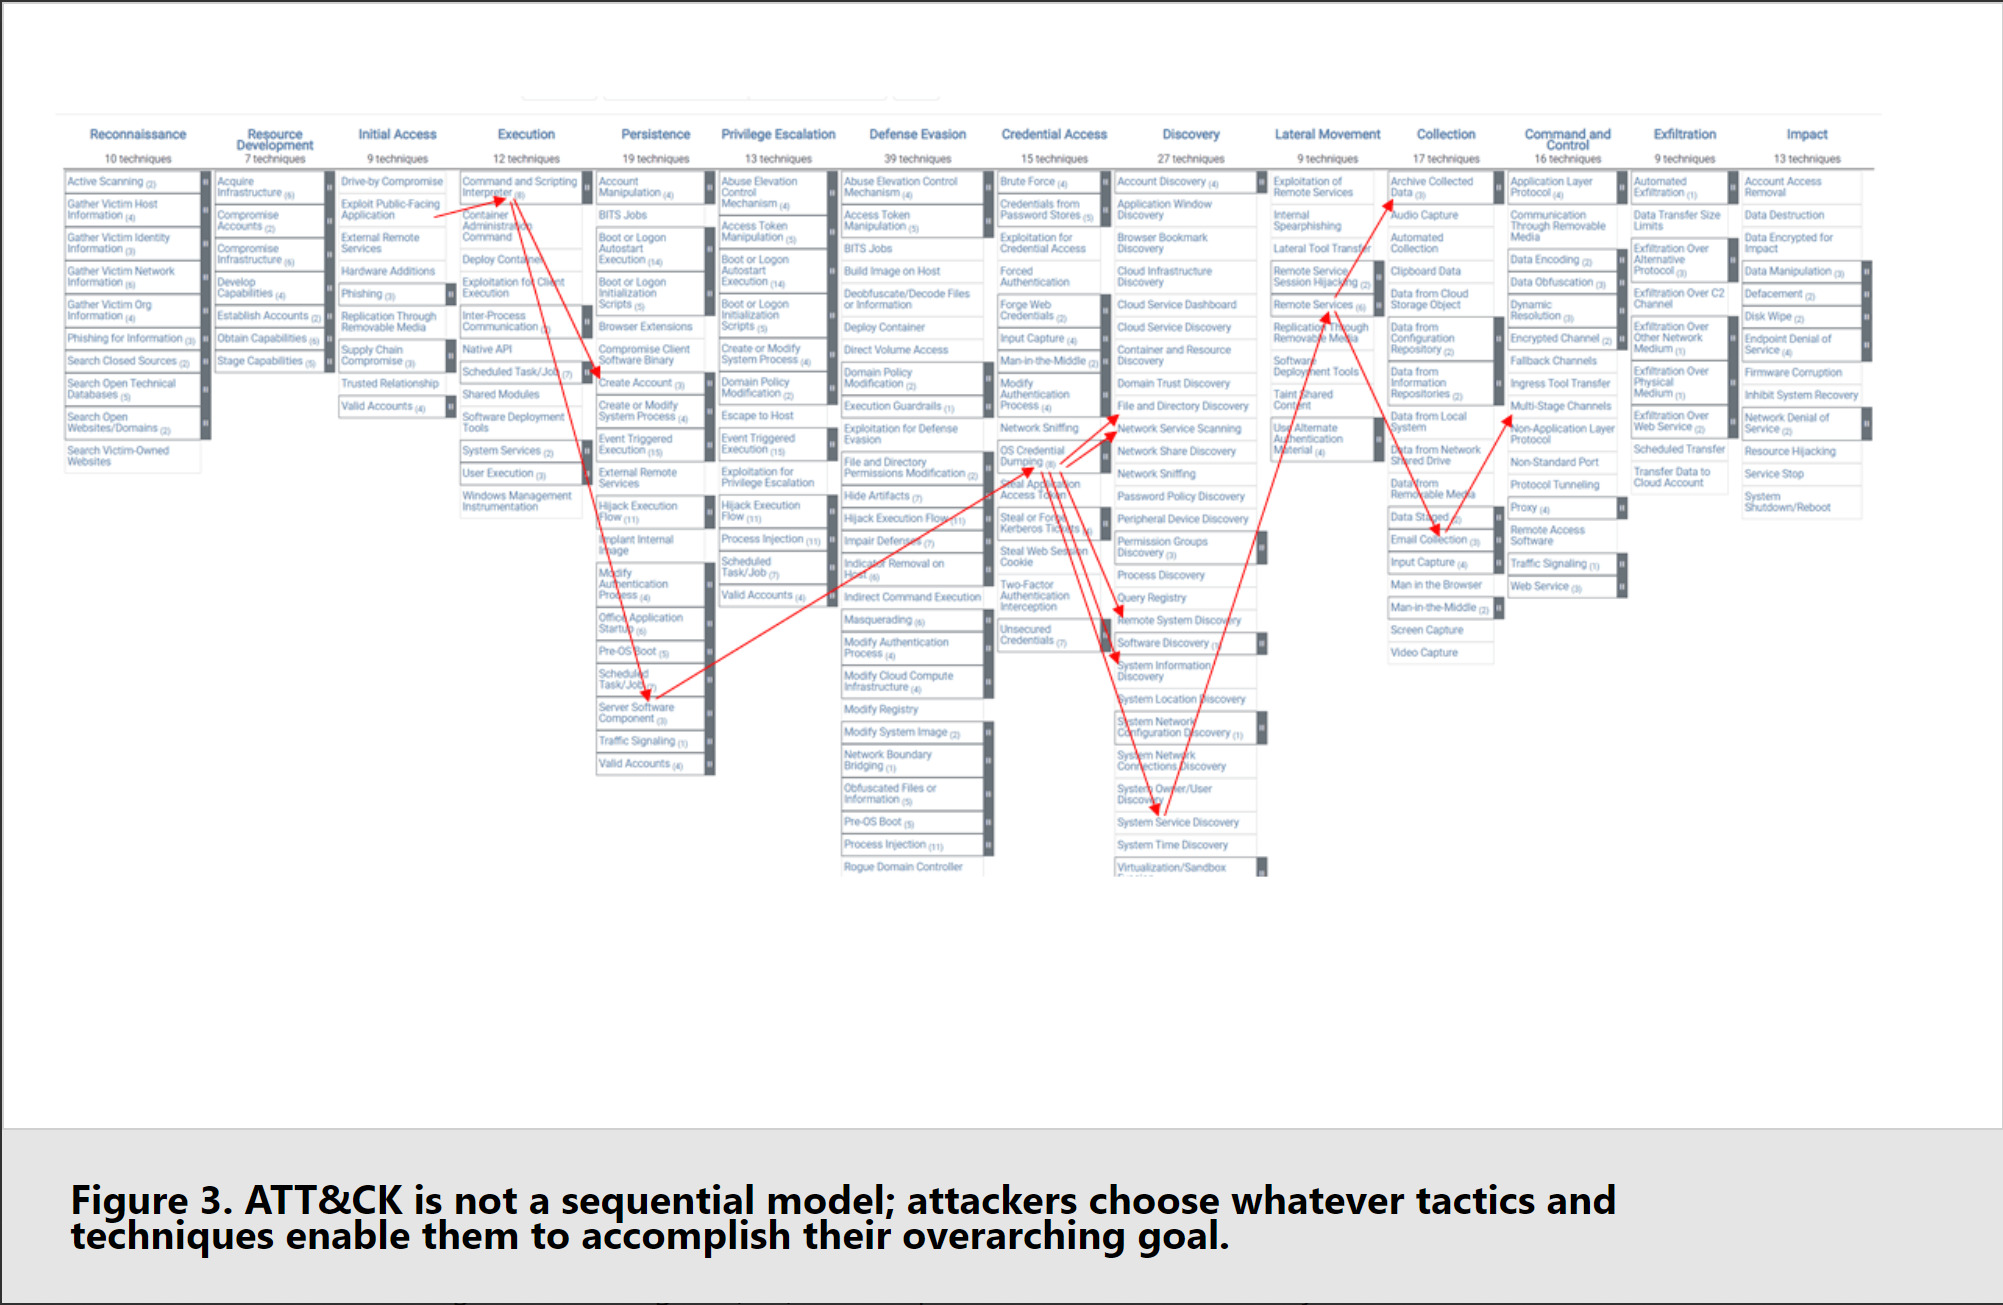 Reconnaissance
10 techniques
Active Scanning (2)
Gather Victim Host
Information (4)
Gather Victim Identity
Information (3)
Gather Victim Network
Information (6)
Gather Victim Org
Information (4)
Phishing for Information (3)
Search Closed Sources (2)
Search Open Technical
Databases (5)
Search Open
Websites/Domains (2)
Search Victim-Owned
Websites
Resource
Development
7 techniques
Acquire
Infrastructure (6)
Compromise
Accounts (2)
Compromise
Infrastructure (6)
Develop
Capabilities (4)
Establish Accounts (2)
Obtain Capabilities (6)
Stage Capabilities (5)
Initial Access
9 techniques
Drive-by Compromise
Exploit Public-Facing
Application
External Remote
Services
Hardware Additions
Phishing (3)
Replication Through
Removable Media
Supply Chain
Compromise (3)
Trusted Relationship
Valid Accounts (4)
Execution
12 techniques
Command and Scripting
Interpreter (8)
Container
Administration
Command
Deploy Container
Exploitation for Client
Execution
Inter-Process
Communication (2)
Native API
Scheduled Task/Job (7)
Shared Modules
Software Deployment
Tools
System Services (2)
User Execution (3)
Windows Management
Instrumentation
Persistence
19 techniques
Account
Manipulation (4)
BITS Jobs
Boot or Logon
Autostart
Execution (14)
Boot or Logon
Initialization
Scripts (5)
Browser Extensions
Compromise Client
Software Binary
Create Account (3)
Create or Modify
System Process (4)
Event Triggered
Execution (15)
External Remote
Services
Hijack Execution
Flow (11)
Implant Internal
Image
Modify
Authentication
Process (4)
Office Application
Startup (6)
Pre-OS Boot (5)
Scheduled
Task/Job (7)
Server Software
Component (3)
Traffic Signaling (1)
Valid Accounts (4)
Privilege Escalation
13 techniques
Abuse Elevation
Control
Mechanism (4)
Access Token
Manipulation (5)
Boot or Logon
Autostart
Execution (14)
Boot or Logon
Initialization
Scripts (5)
Create or Modify
System Process (4)
Domain Policy
Modification (2)
Escape to Host
Event Triggered
Execution (15)
Exploitation for
Privilege Escalation
Hijack Execution
Flow (11)
Process Injection (11)
Scheduled
Task/Job (7)
Valid Accounts (4)
Defense Evasion
39 techniques
Abuse Elevation Control
Mechanism (4)
Access Token
Manipulation (5)
BITS Jobs
Build Image on Host
Deobfuscate/Decode Files
or Information
Deploy Container
Direct Volume Access
Domain Policy
Modification (2)
Execution Guardrails (1)
Exploitation for Defense
Evasion
File and Directory
Permissions Modification (2)
Hide Artifacts (7)
Hijack Execution Flow (11)
Impair Defenses (7)
Indicator Removal on
Host (6)
Indirect Command Execution
Masquerading (6)
Modify Authentication
Process (4)
Modify Cloud Compute
Infrastructure (4)
Modify Registry
Modify System Image (2)
Network Boundary
Bridging (1)
Obfuscated Files or
Information (5)
Pre-OS Boot (5)
Process Injection (11)
Rogue Domain Controller
Credential Access
15 techniques
Brute Force (4)
Credentials from
Password Stores (5)
Exploitation for
Credential Access
Forced
Authentication
Forge Web
Credentials (2)
Input Capture (4)
Man-in-the-Middle (2)
Modify
Authentication
Process (4)
Network Sniffing
OS Credential
Dumping (8)
Steal Application
Access Token
Steal or Forge
Kerberos Tickets (4)
Steal Web Session
Cookie
Two-Factor
Authentication
Interception
Unsecured
Credentials (7)
Discovery
27 techniques
Account Discovery (4)
Application Window
Discovery
Browser Bookmark
Discovery
Cloud Infrastructure
Discovery
Cloud Service Dashboard
Cloud Service Discovery
Container and Resource
Discovery
Domain Trust Discovery
File and Directory Discovery
Network Service Scanning
Network Share Discovery
Network Sniffing
Password Policy Discovery
Peripheral Device Discovery
Permission Groups
Discovery (3)
Process Discovery
Query Registry
Remote System Discovery
Software Discovery (1)
System Information
Discovery
System Location Discovery
System Network
Configuration Discovery (1)
System Network
Connections Discovery
System Owner/User
Discovery
System Service Discovery
System Time Discovery
Virtualization/Sandbox
Lateral Movement
9 techniques
Exploitation of
Remote Services
Internal
Spearphishing
Lateral Tool Transfer
Remote Service
Session Hijacking (2)
Remote Services (6)
Replication Through
Removable Media
Software
Deployment Tools
Taint Shared
Content
Use Alternate
Authentication
Material (4)
Collection
17 techniques
Archive Collected
Data (3)
Audio Capture
Automated
Collection
Clipboard Data
Data from Cloud
Storage Object
Data from
Configuration
Repository (2)
Data from
Information
Repositories (2)
Data from Local
System
Data from Network
Shared Drive
Data from
Removable Media
Data Staged (2)
Email Collection (3)
Input Capture (4)
Man in the Browser
Man-in-the-Middle (2)
Screen Capture
Video Capture
Command and
Control
16 techniques
Application Layer
Protocol (4)
Communication
Through Removable
Media
Data Encoding (2)
Data Obfuscation (3)
Dynamic
Resolution (3)
Encrypted Channel (2)
Fallback Channels
Ingress Tool Transfer
Multi-Stage Channels
Non-Application Layer
Protocol
Non-Standard Port
Protocol Tunneling
Proxy (4)
Remote Access
Software
Traffic Signaling (1)
Web Service (3)
Exfiltration
9 techniques
Automated
Exfiltration (1)
Data Transfer Size
Limits
Exfiltration Over
Alternative
Protocol (3)
Exfiltration Over C2
Channel
Exfiltration Over
Other Network
Medium (1)
Exfiltration Over
Physical
Medium (1)
Exfiltration Over
Web Service (2)
Scheduled Transfer
Transfer Data to
Cloud Account
Impact
13 techniques
Account Access
Removal
Data Destruction
Data Encrypted for
Impact
Data Manipulation (3)
Defacement (2)
Disk Wipe (2)
Endpoint Denial of
Service (4)
Firmware Corruption
Inhibit System Recovery
Network Denial of
Service (2)
Resource Hijacking
Service Stop
System
Shutdown/Reboot
Figure 3. ATT&CK is not a sequential model; attackers choose whatever tactics and
techniques enable them to accomplish their overarching goal.